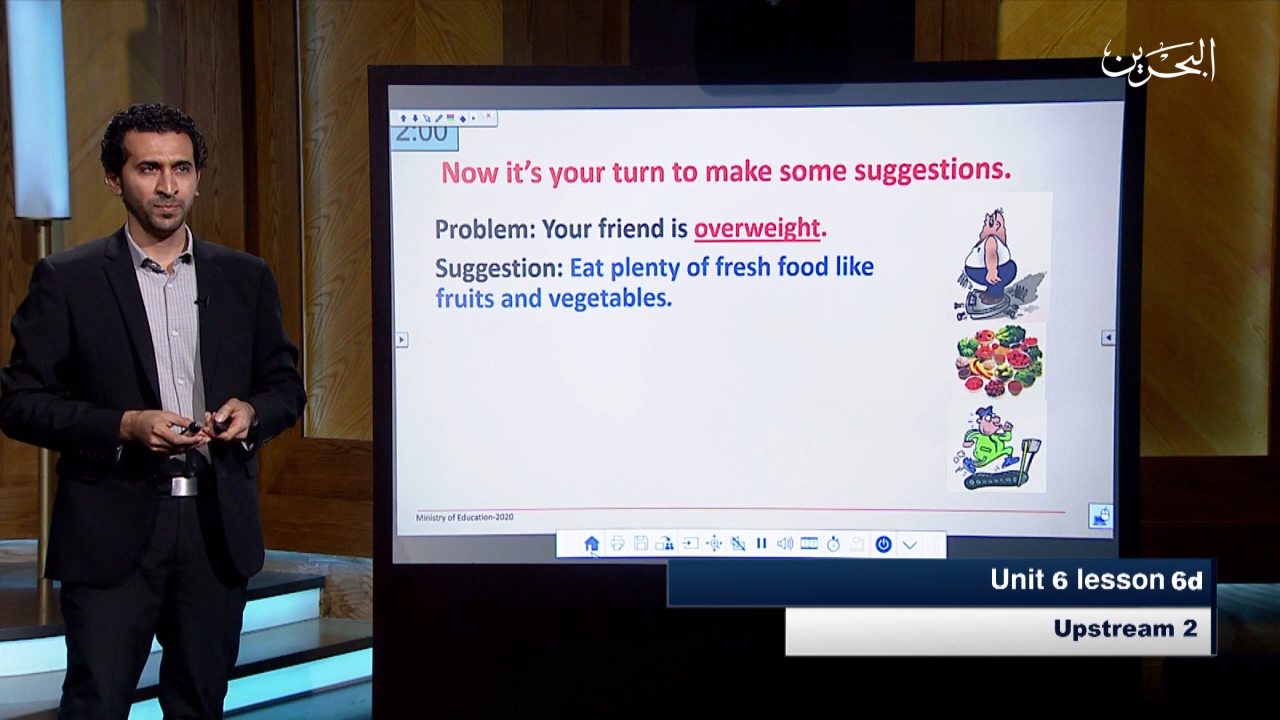 البحرين
2:00
Now it's your turn to make some suggestions.
Problem: Your friend is overweight.
Suggestion: Eat plenty of fresh food like
fruits and vegetables.
Ministry of Education-2020
Unit 6 lesson 6d
Upstream 2